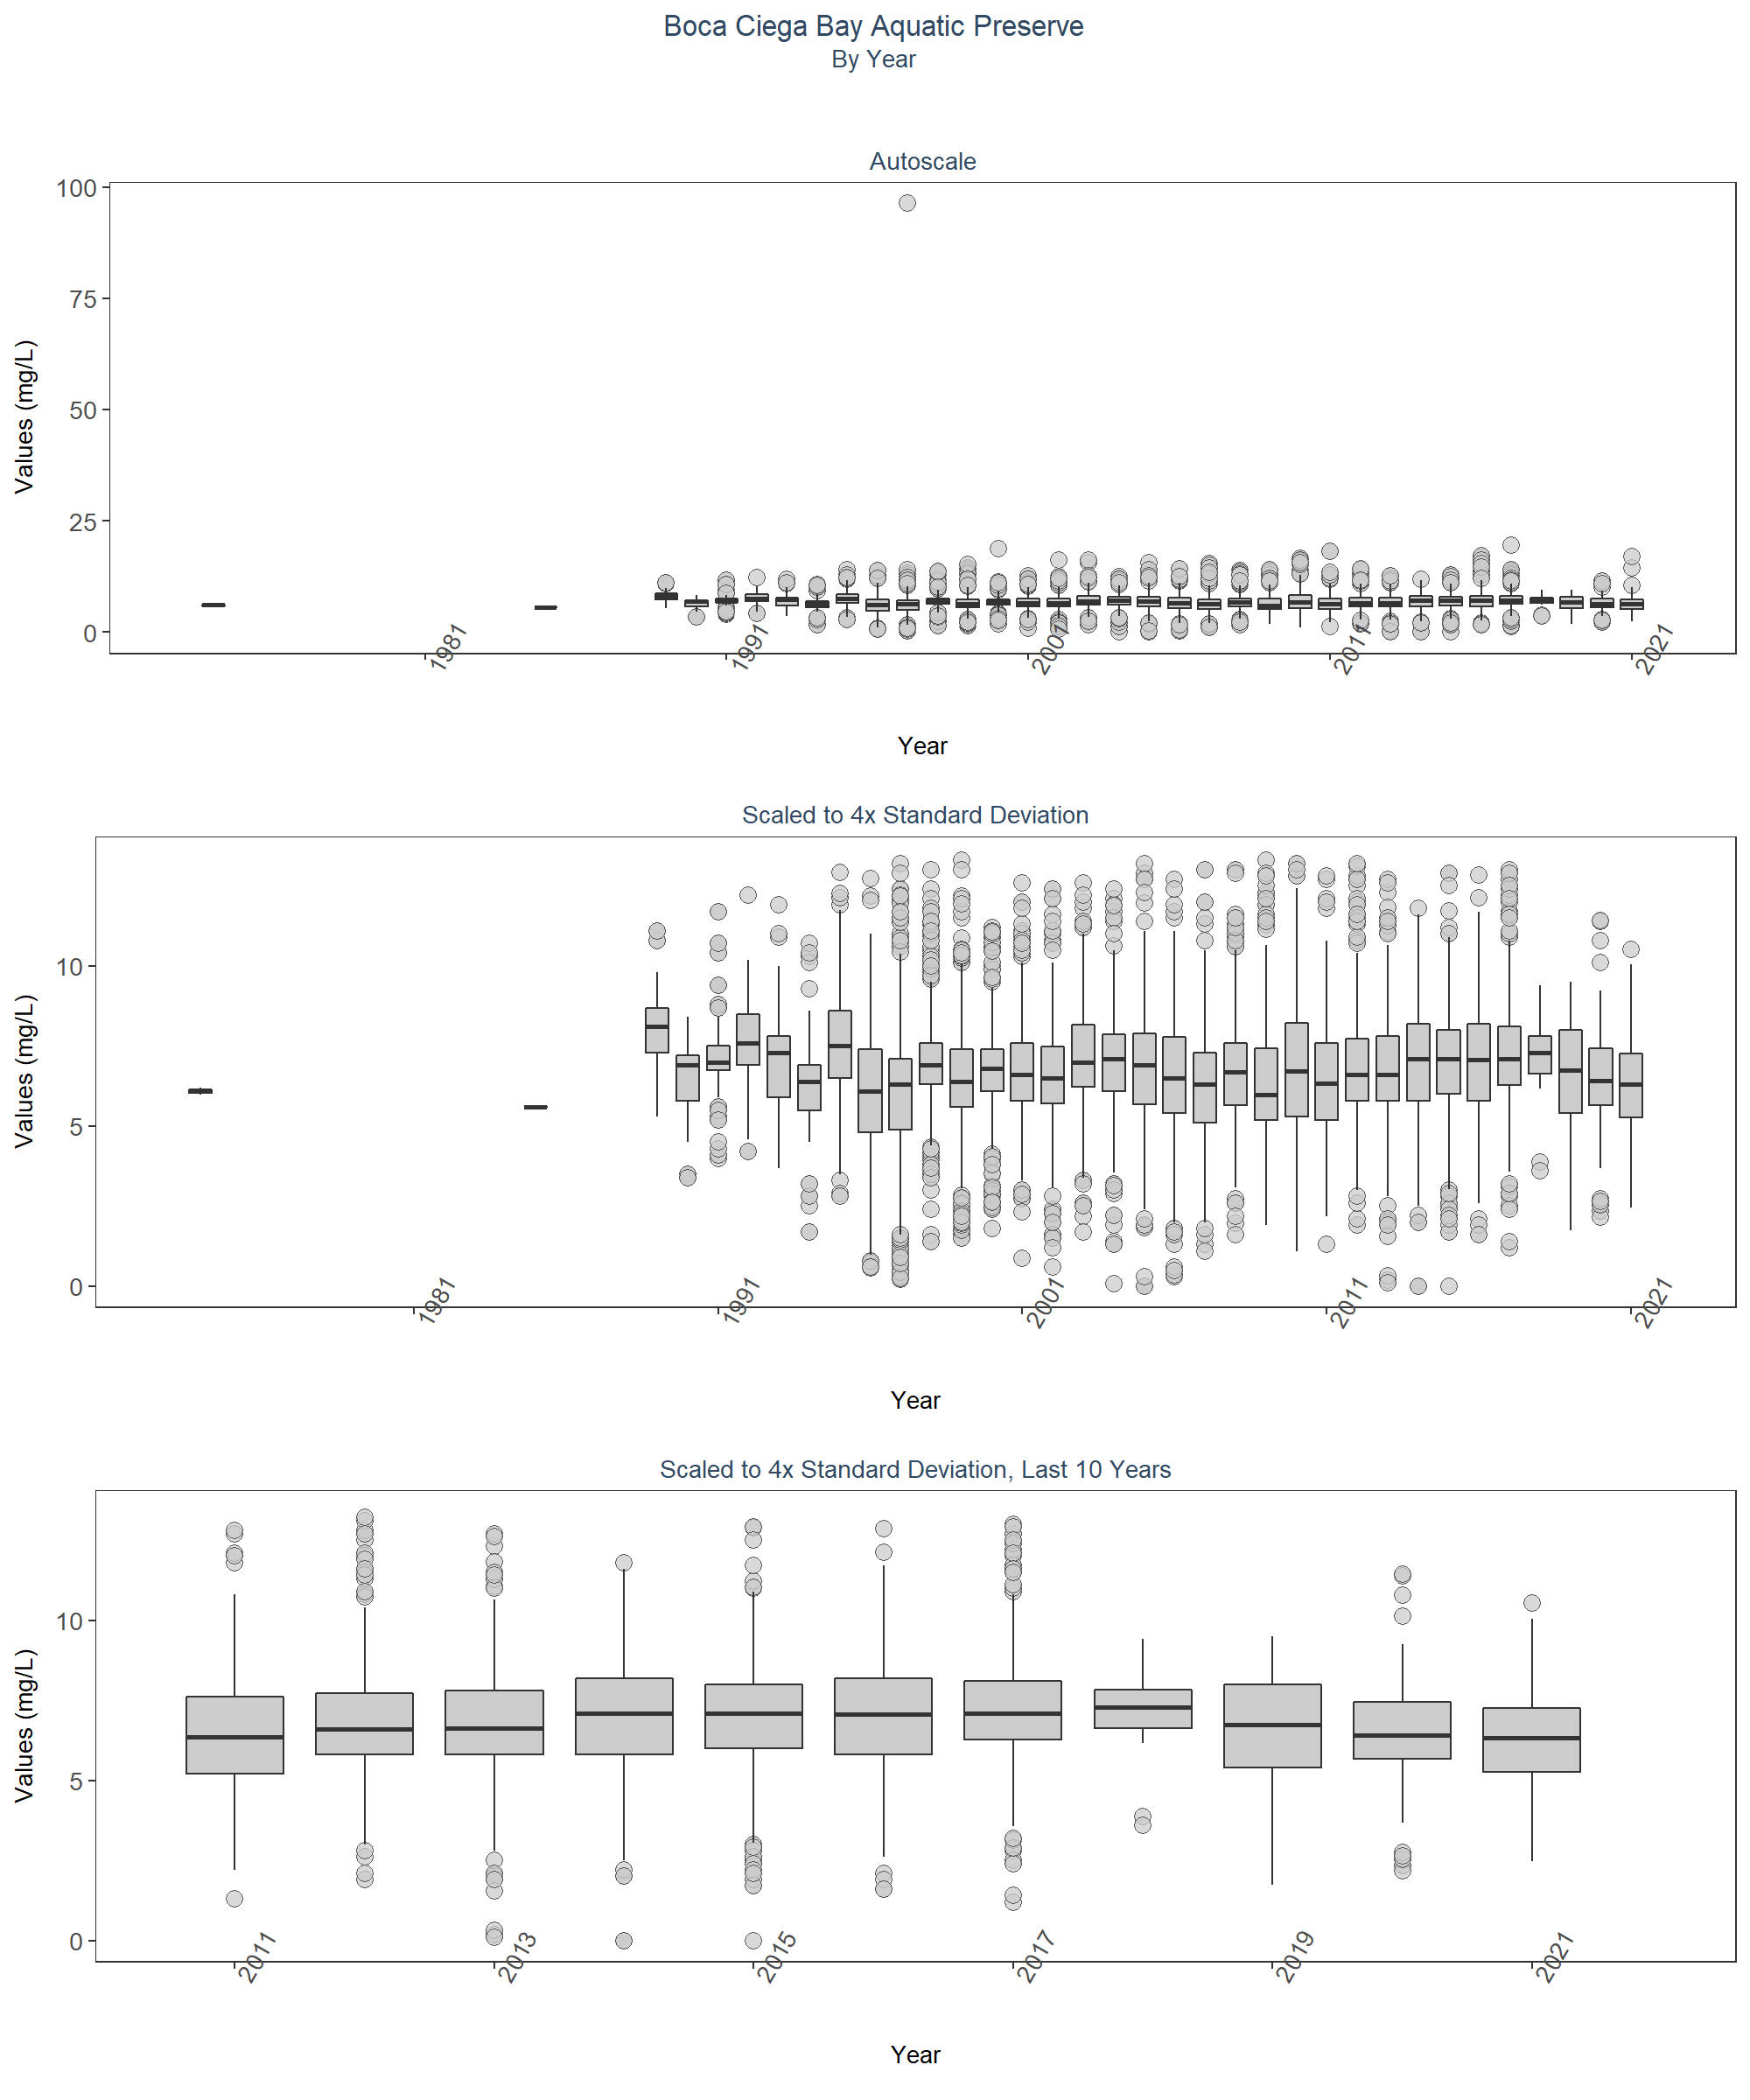 Boca Ciega Bay Aquatic Preserve
By Year
Autoscale
Values (mg/L)
100
75
50
25
0
1981
1991
2001
2011
2021
Year
Scaled to 4x Standard Deviation
Values (mg/L)
10
5
0
1981
1991
2001
2011
2021
Year
Scaled to 4x Standard Deviation, Last 10 Years
Values (mg/L)
10
5
0
2011
2013
2015
2017
2019
2021
Year